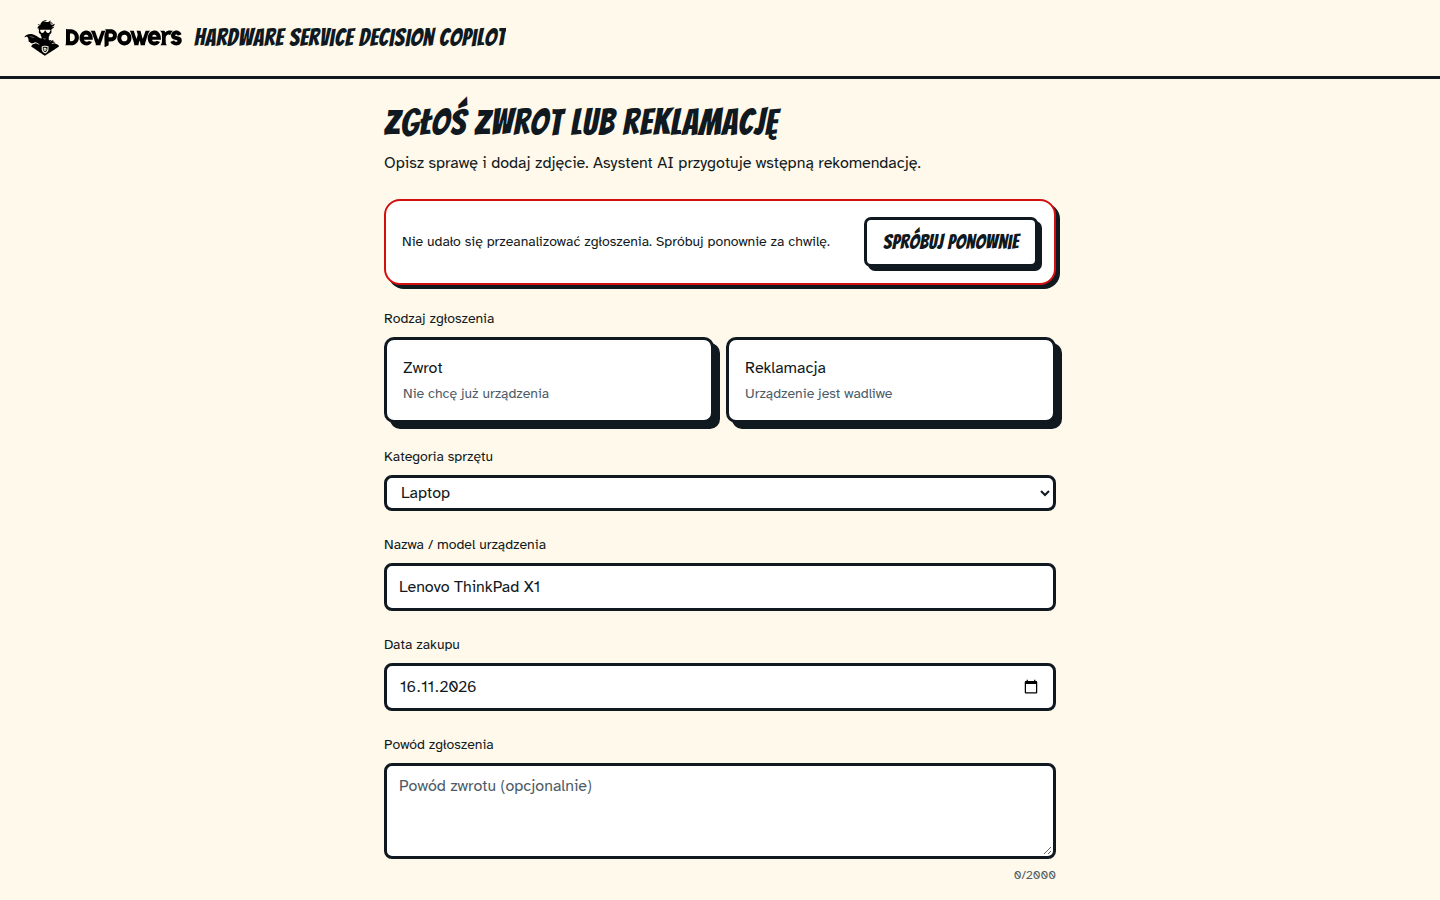 DevPowers HARDWARE SERVICE DECISION COPILOT
ZGŁOŚ ZWROT LUB REKLAMACJĘ
Opisz sprawę i dodaj zdjęcie. Asystent AI przygotuje wstępną rekomendację.
Nie udało się przeanalizować zgłoszenia. Spróbuj ponownie za chwilę.
SPRÓBUJ PONOWNIE
Rodzaj zgłoszenia
Zwrot
Nie chcę już urządzenia
Reklamacja
Urządzenie jest wadliwe
Kategoria sprzętu
Laptop
Nazwa / model urządzenia
Lenovo ThinkPad X1
Data zakupu
16.11.2026
Powód zgłoszenia
Powód zwrotu (opcjonalnie)
0/2000